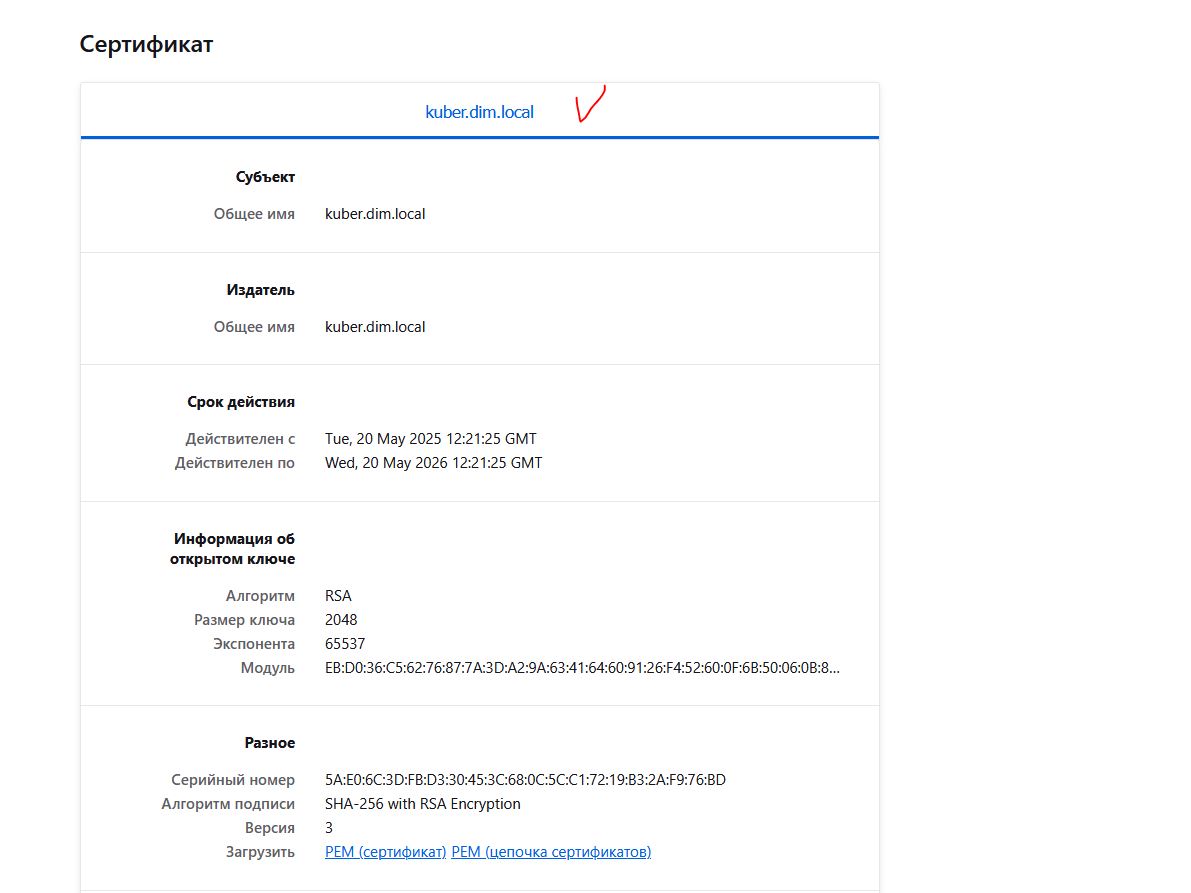 Сертификат
kuber.dim.local
Субъект
Общее имя kuber.dim.local
Издатель
Общее имя kuber.dim.local
Срок действия
Действителен с Tue, 20 May 2025 12:21:25 GMT
Действителен по Wed, 20 May 2026 12:21:25 GMT
Информация об
открытом ключе
Алгоритм RSA
Размер ключа 2048
Экспонента 65537
Модуль EB:D0:36:C5:62:76:87:7A:3D:A2:9A:63:41:64:60:91:26:F4:52:60:0F:6B:50:06:0B:8...
Разное
Серийный номер 5A:E0:6C:3D:FB:D3:30:45:3C:68:0C:5C:C1:72:19:B3:2A:F9:76:BD
Алгоритм подписи SHA-256 with RSA Encryption
Версия 3
Загрузить PEM (сертификат) PEM (цепочка сертификатов)